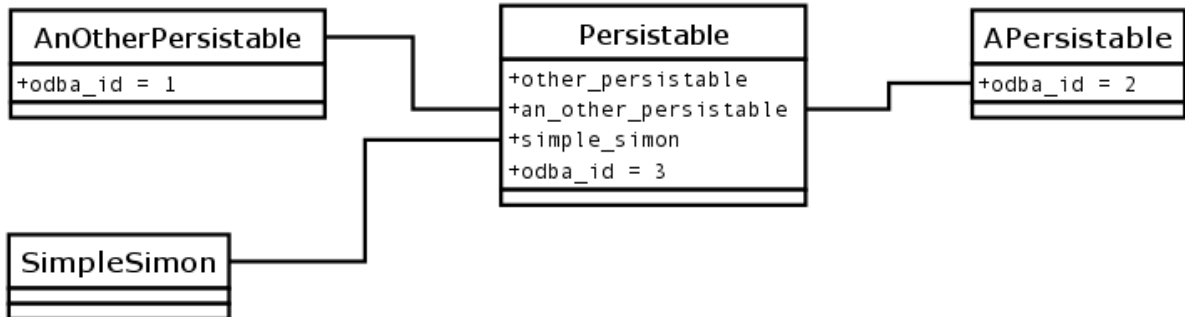 AnOtherPersistable
+odba_id = 1
Persistable
+other_persistable
+an_other_persistable
+simple_simon
+odba_id = 3
APersistable
+odba_id = 2
SimpleSimon